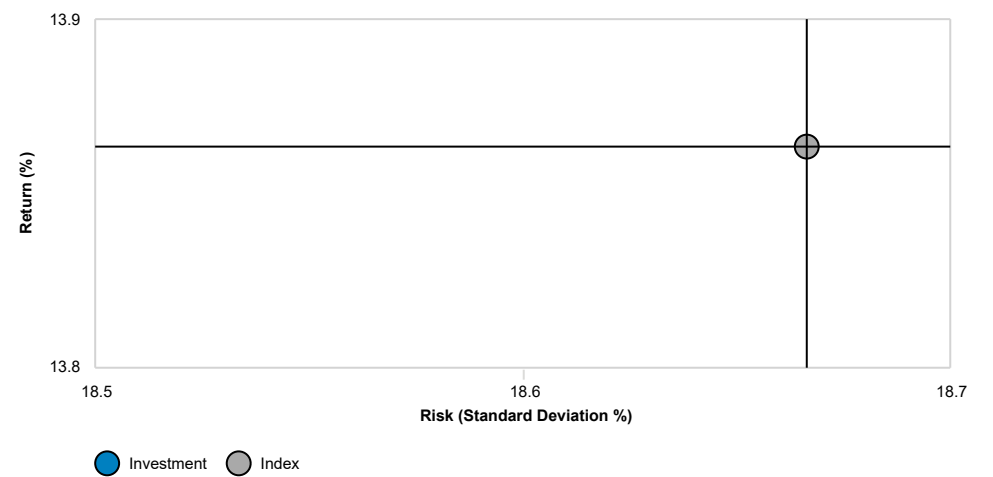 13.9
Return (%)
13.8
18.5 18.6 18.7
Risk (Standard Deviation %)
Investment Index